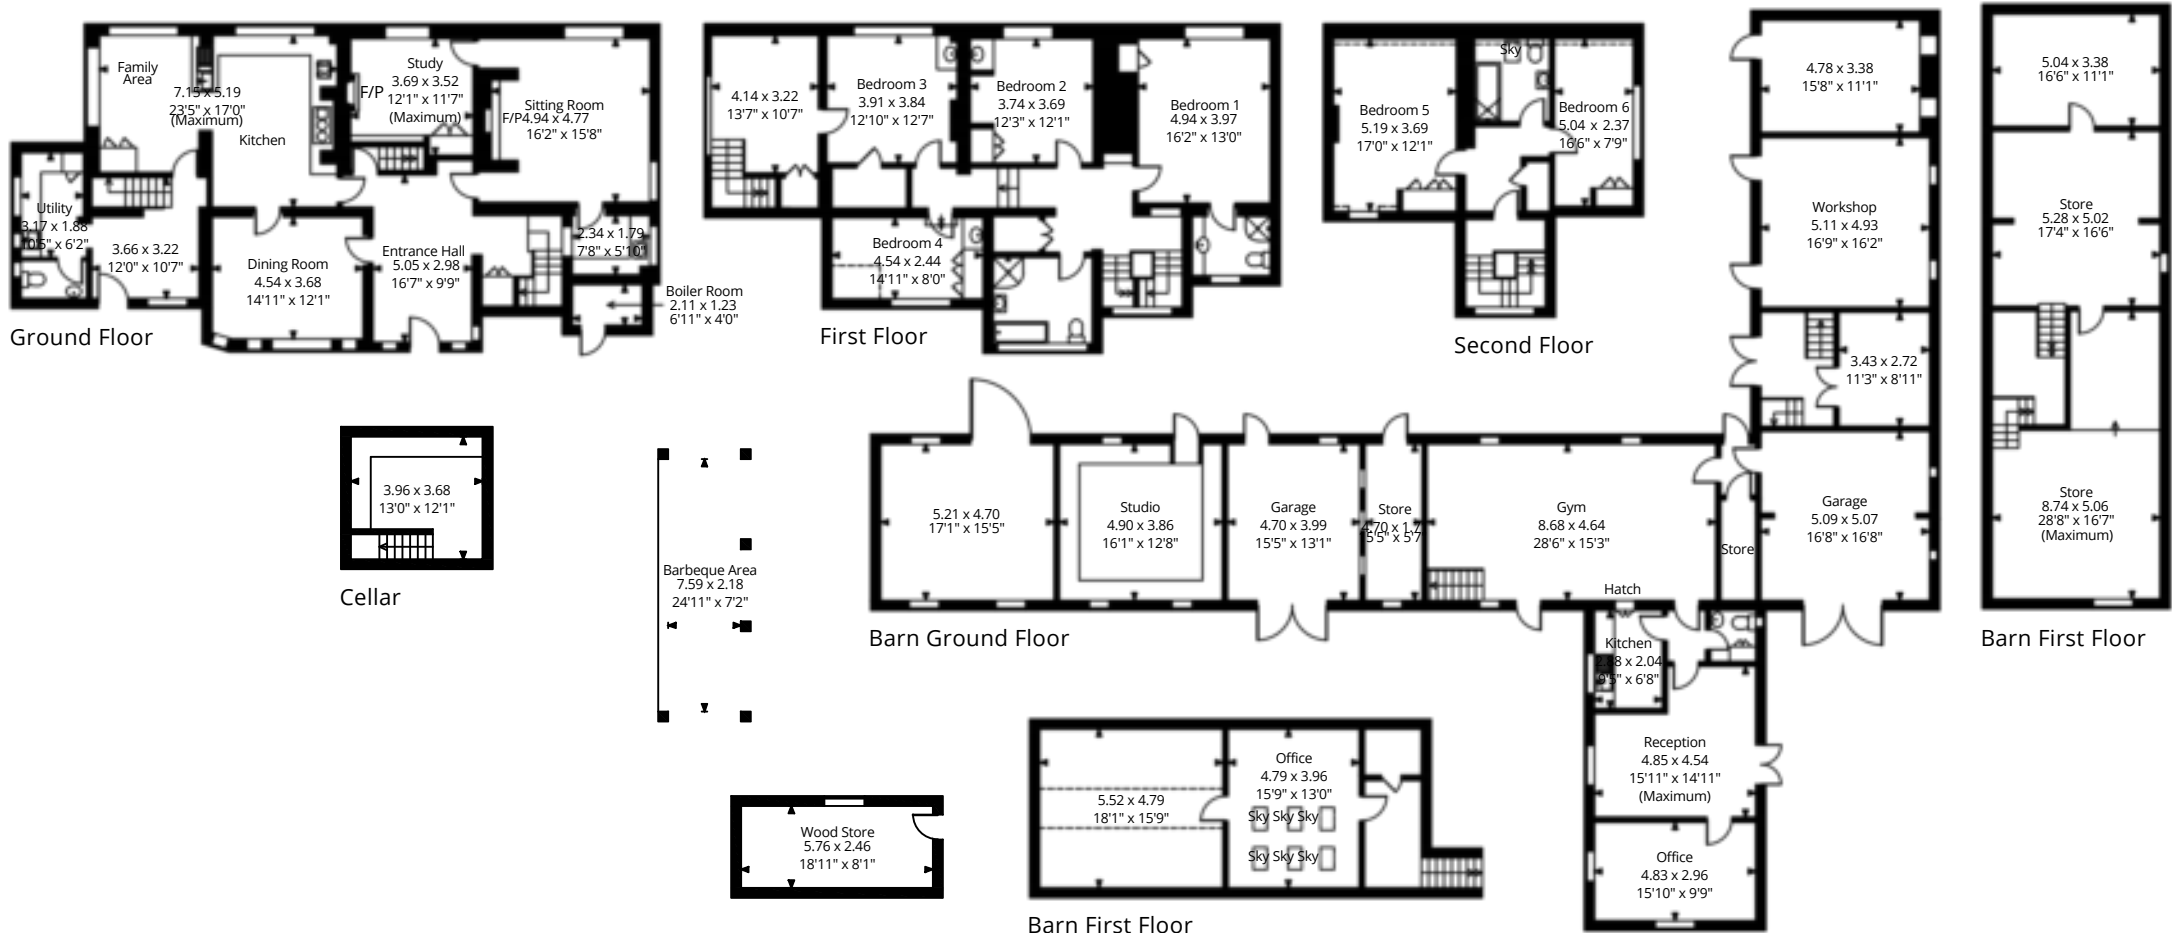 Family
Area
7.15 x 5.19
23'5" x 17'0"
(Maximum)
Kitchen
Study
3.69 x 3.52
12'1" x 11'7"
(Maximum)
F/P
Sitting Room
F/P
4.94 x 4.77
16'2" x 15'8"
Utility
3.17 x 1.88
10'5" x 6'2"
3.66 x 3.22
12'0" x 10'7"
Dining Room
4.54 x 3.68
14'11" x 12'1"
Entrance Hall
5.05 x 2.98
16'7" x 9'9"
2.34 x 1.79
7'8" x 5'10"
Boiler Room
2.11 x 1.23
6'11" x 4'0"
Ground Floor
4.14 x 3.22
13'7" x 10'7"
Bedroom 3
3.91 x 3.84
12'10" x 12'7"
Bedroom 2
3.74 x 3.69
12'3" x 12'1"
Bedroom 1
4.94 x 3.97
16'2" x 13'0"
Bedroom 4
4.54 x 2.44
14'11" x 8'0"
First Floor
Sky
Bedroom 5
5.19 x 3.69
17'0" x 12'1"
Bedroom 6
5.04 x 2.37
16'6" x 7'9"
Second Floor
4.78 x 3.38
15'8" x 11'1"
Workshop
5.11 x 4.93
16'9" x 16'2"
3.43 x 2.72
11'3" x 8'11"
Garage
5.09 x 5.07
16'8" x 16'8"
5.04 x 3.38
16'6" x 11'1"
Store
5.28 x 5.02
17'4" x 16'6"
Store
8.74 x 5.06
28'8" x 16'7"
(Maximum)
Barn First Floor
3.96 x 3.68
13'0" x 12'1"
Cellar
Barbeque Area
7.59 x 2.18
24'11" x 7'2"
5.21 x 4.70
17'1" x 15'5"
Studio
4.90 x 3.86
16'1" x 12'8"
Garage
4.70 x 3.99
15'5" x 13'1"
Store
4.70 x 1.7
15'5" x 5'7
Gym
8.68 x 4.64
28'6" x 15'3"
Store
Hatch
Barn Ground Floor
Kitchen
2.88 x 2.04
9'5" x 6'8"
Reception
4.85 x 4.54
15'11" x 14'11"
(Maximum)
Office
4.83 x 2.96
15'10" x 9'9"
Wood Store
5.76 x 2.46
18'11" x 8'1"
5.52 x 4.79
18'1" x 15'9"
Office
4.79 x 3.96
15'9" x 13'0"
Sky Sky Sky
Sky Sky Sky
Barn First Floor